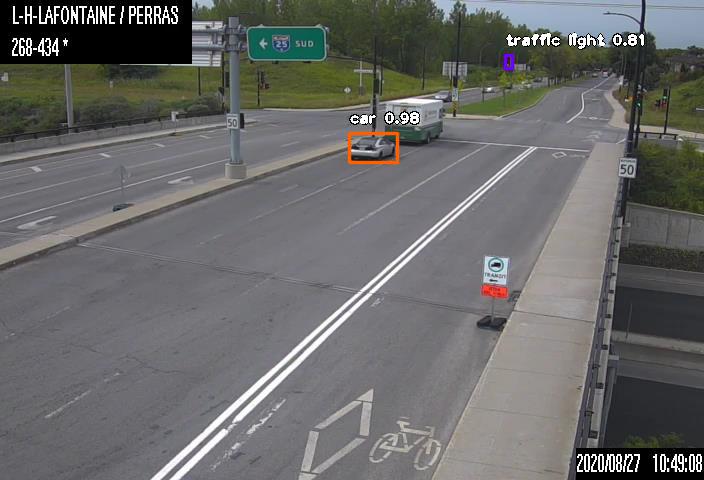 L-H-LAFONTAINE / PERRAS
268-434 *
traffic light 0.81
25 SUD
car 0.98
50
50
TRANSIT
2020/08/27 10:49:08